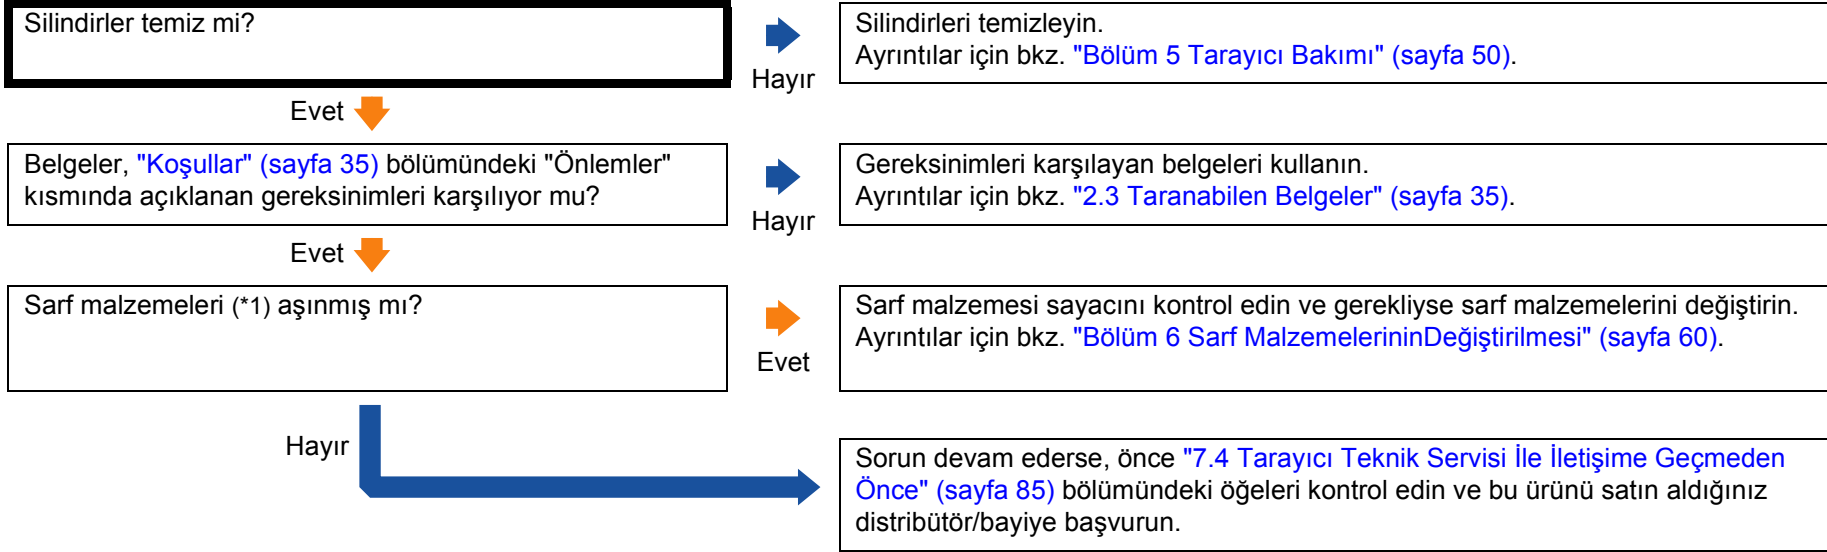 Silindirler temiz mi?
Hayır
Silindirleri temizleyin.
Ayrıntılar için bkz. "Bölüm 5 Tarayıcı Bakımı" (sayfa 50).
Evet
Belgeler, "Koşullar" (sayfa 35) bölümündeki "Önlemler"
kısmında açıklanan gereksinimleri karşılıyor mu?
Hayır
Gereksinimleri karşılayan belgeleri kullanın.
Ayrıntılar için bkz. "2.3 Taranabilen Belgeler" (sayfa 35).
Evet
Sarf malzemeleri (*1) aşınmış mı?
Evet
Sarf malzemesi sayacını kontrol edin ve gerekliyse sarf malzemelerini değiştirin.
Ayrıntılar için bkz. "Bölüm 6 Sarf MalzemelerininDeğiştirilmesi" (sayfa 60).
Hayır
Sorun devam ederse, önce "7.4 Tarayıcı Teknik Servisi İle İletişime Geçmeden
Önce" (sayfa 85) bölümündeki öğeleri kontrol edin ve bu ürünü satın aldığınız
distribütör/bayiye başvurun.